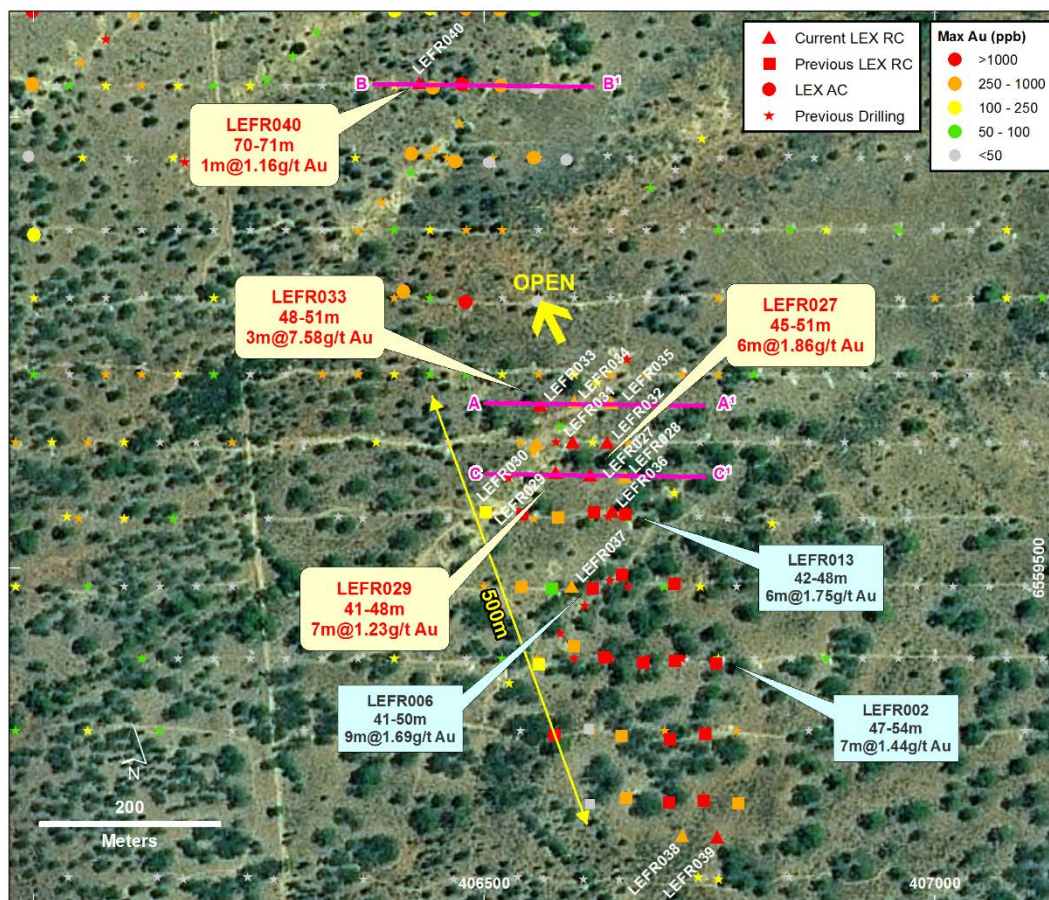 LEFR040
B
B1
LEFR040
70-71m
1m@1.16g/t Au
Current LEX RC
Previous LEX RC
LEX AC
Previous Drilling
Max Au (ppb)
>1000
250 - 1000
100 - 250
50 - 100
<50
OPEN
LEFR033
48-51m
3m@7.58g/t Au
LEFR027
45-51m
6m@1.86g/t Au
LEFR033
LEFR034
LEFR035
A
A1
LEFR031
LEFR032
LEFR030
LEFR027
LEFR028
C
C1
LEFR029
LEFR036
LEFR037
LEFR013
42-48m
6m@1.75g/t Au
LEFR029
41-48m
7m@1.23g/t Au
500m
6559500
LEFR006
41-50m
9m@1.69g/t Au
LEFR002
47-54m
7m@1.44g/t Au
N
200
Meters
LEFR038
LEFR039
406500
407000